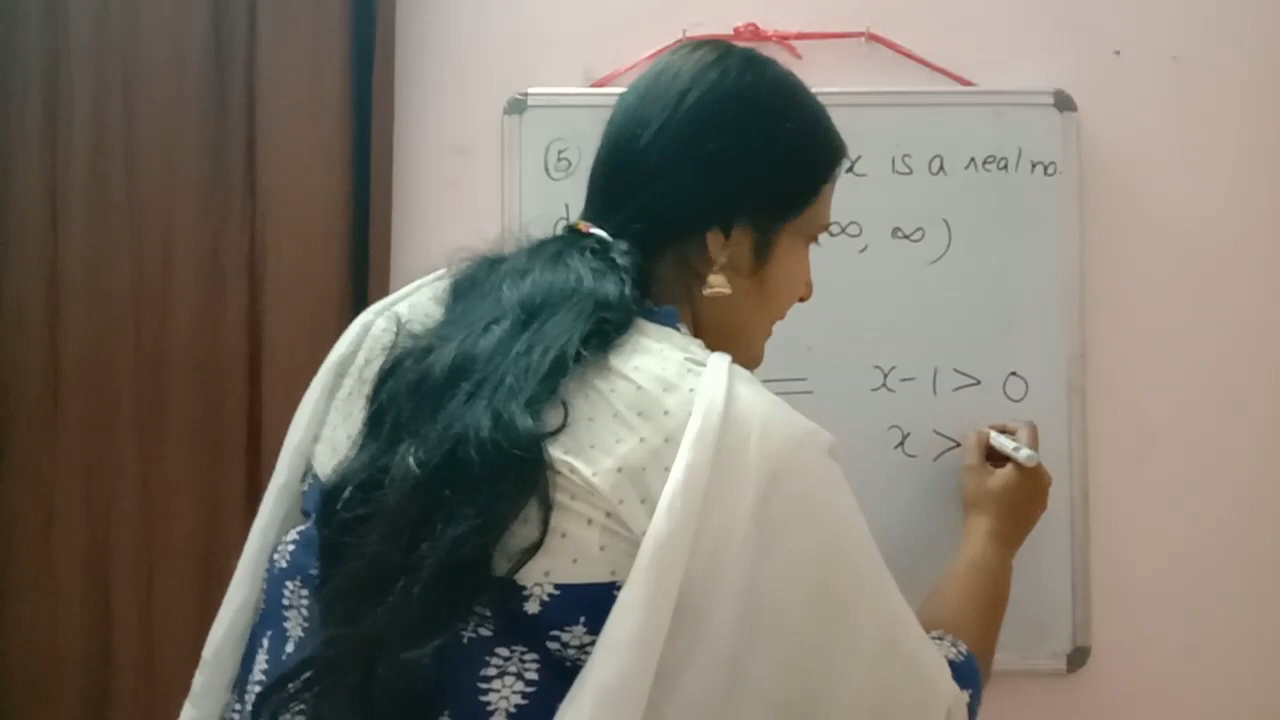 ⑤ x is a real no.
d ∞, ∞)
= x-1>0
x >